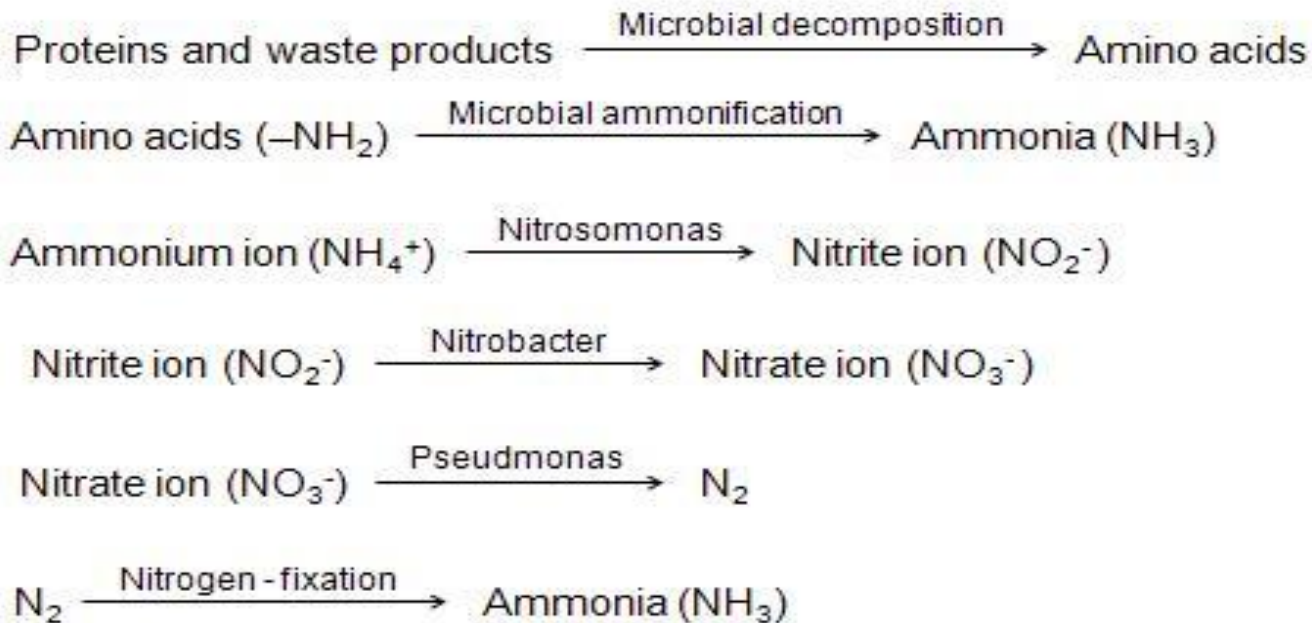 Microbial decomposition
Proteins and waste products → Amino acids
Microbial ammonification
Amino acids (–NH₂) → Ammonia (NH₃)
Nitrosomonas
Ammonium ion (NH₄⁺) → Nitrite ion (NO₂⁻)
Nitrobacter
Nitrite ion (NO₂⁻) → Nitrate ion (NO₃⁻)
Pseudmonas
Nitrate ion (NO₃⁻) → N₂
Nitrogen - fixation
N₂ → Ammonia (NH₃)